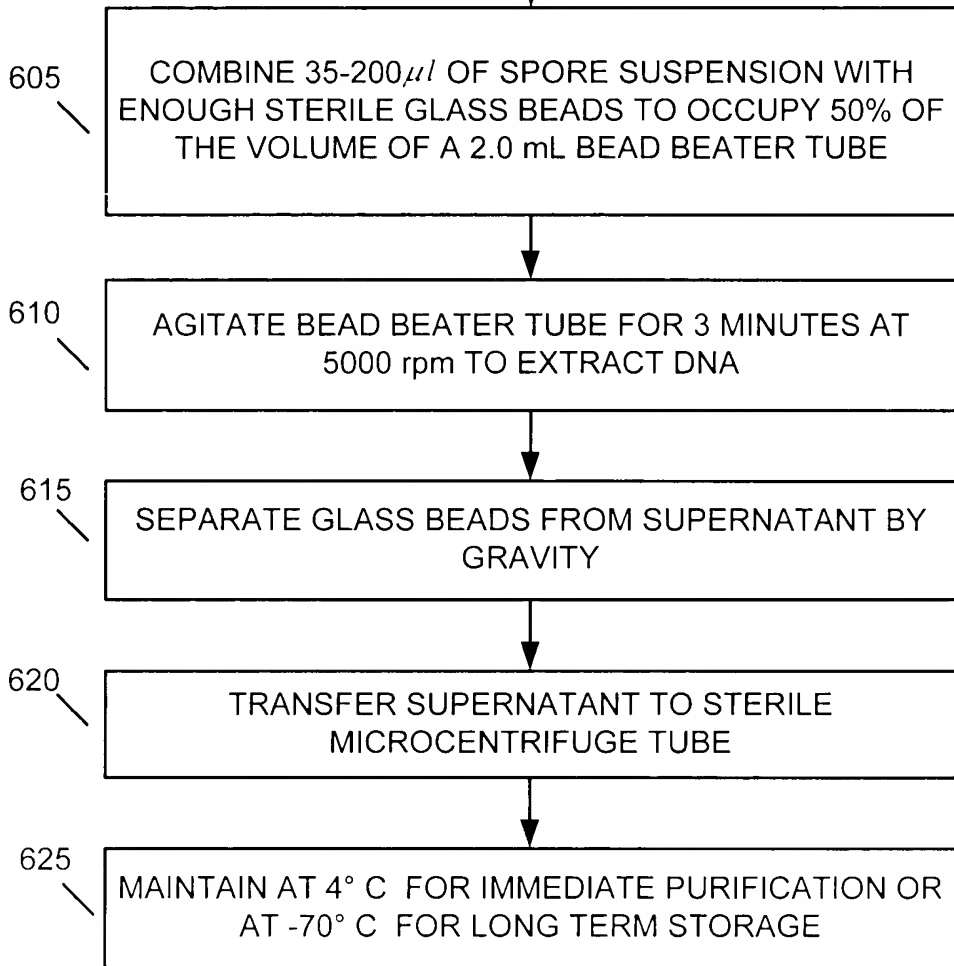 605
COMBINE 35-200μl OF SPORE SUSPENSION WITH
ENOUGH STERILE GLASS BEADS TO OCCUPY 50% OF
THE VOLUME OF A 2.0 mL BEAD BEATER TUBE
610
AGITATE BEAD BEATER TUBE FOR 3 MINUTES AT
5000 rpm TO EXTRACT DNA
615
SEPARATE GLASS BEADS FROM SUPERNATANT BY
GRAVITY
620
TRANSFER SUPERNATANT TO STERILE
MICROCENTRIFUGE TUBE
625
MAINTAIN AT 4° C FOR IMMEDIATE PURIFICATION OR
AT -70° C FOR LONG TERM STORAGE